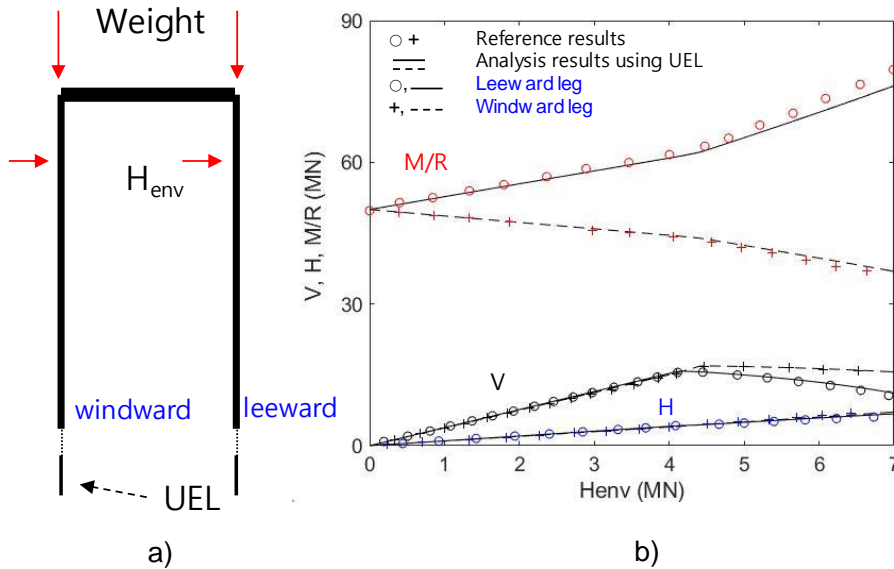 Weight
H_env
windward
leeward
UEL
a)
90
60
30
0
V, H, M/R (MN)
Reference results
Analysis results using UEL
Leew ard leg
Windw ard leg
M/R
V
H
0 1 2 3 4 5 6 7
Henv (MN)
b)